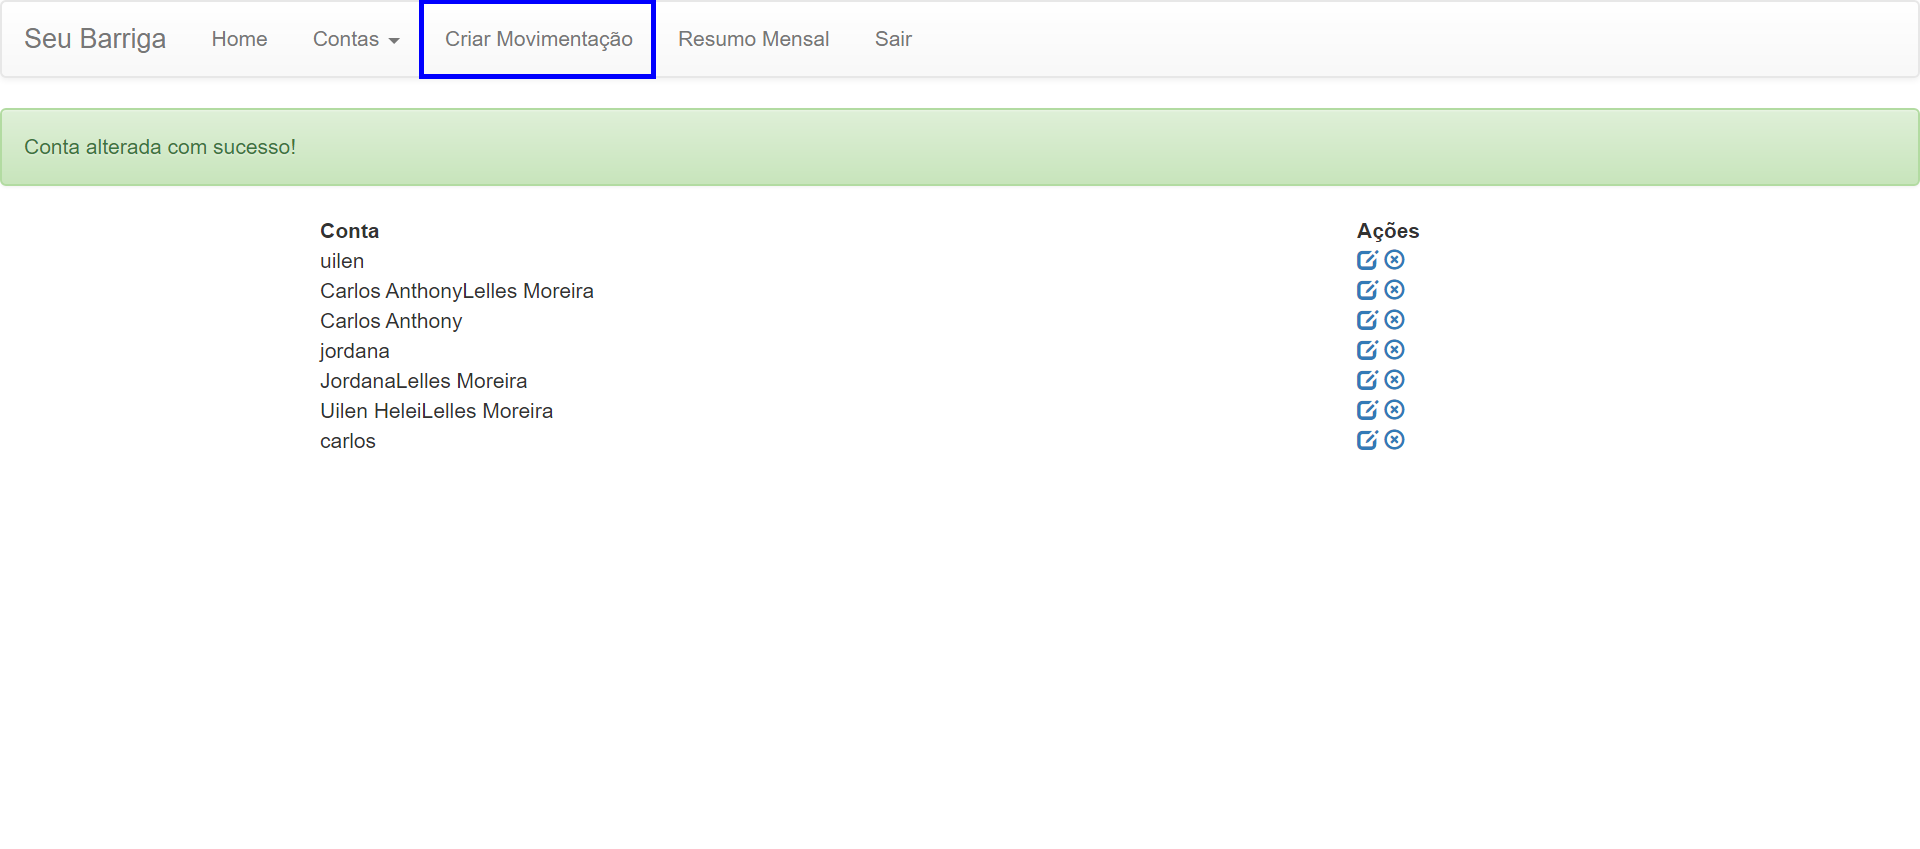 Seu Barriga Home Contas Criar Movimentação Resumo Mensal Sair
Conta alterada com sucesso!
Conta Ações
uilen
Carlos AnthonyLelles Moreira
Carlos Anthony
jordana
JordanaLelles Moreira
Uilen HeleiLelles Moreira
carlos